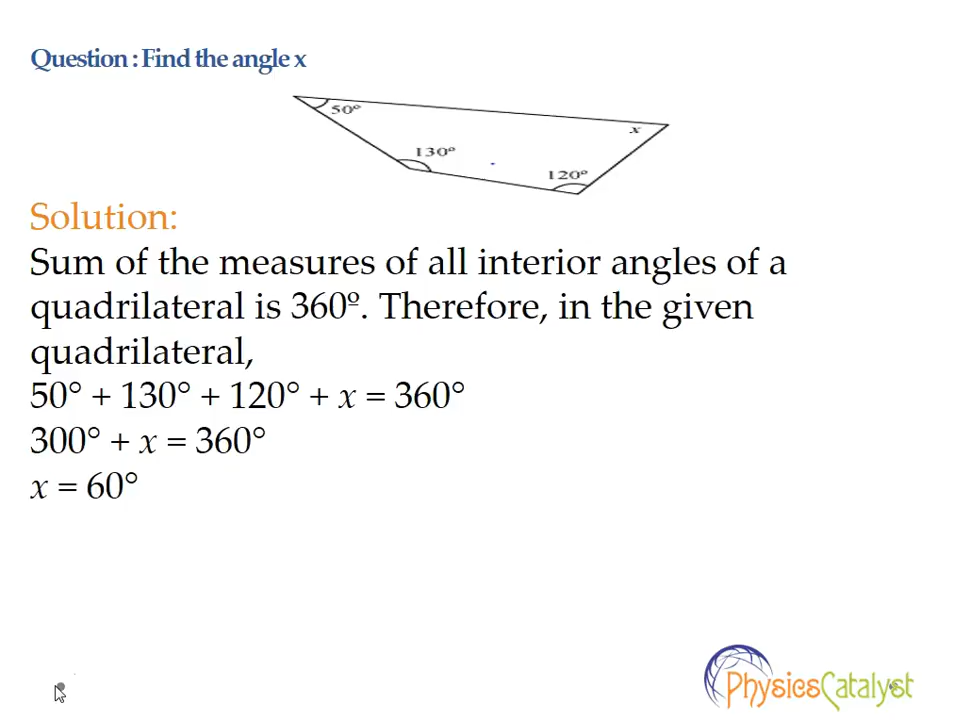 Question : Find the angle x
50°
x
130°
120°
Solution:
Sum of the measures of all interior angles of a
quadrilateral is 360º. Therefore, in the given
quadrilateral,
50° + 130° + 120° + x = 360°
300° + x = 360°
x = 60°
PhysicsCatalyst